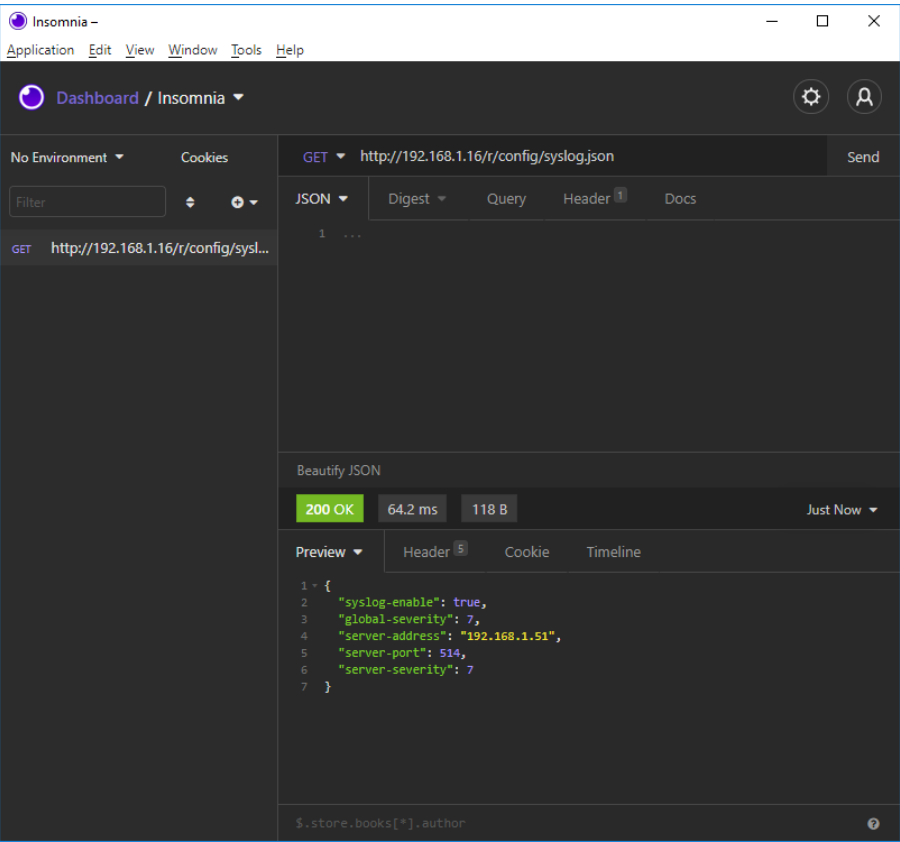 Insomnia –
Application Edit View Window Tools Help
Dashboard / Insomnia
No Environment Cookies
GET http://192.168.1.16/r/config/syslog.json Send
Filter
JSON Digest Query Header 1 Docs
GET http://192.168.1.16/r/config/sysl...
1 ...
Beautify JSON
200 OK 64.2 ms 118 B Just Now
Preview Header 5 Cookie Timeline
1 {
2 "syslog-enable": true,
3 "global-severity": 7,
4 "server-address": "192.168.1.51",
5 "server-port": 514,
6 "server-severity": 7
7 }
$.store.books[*].author